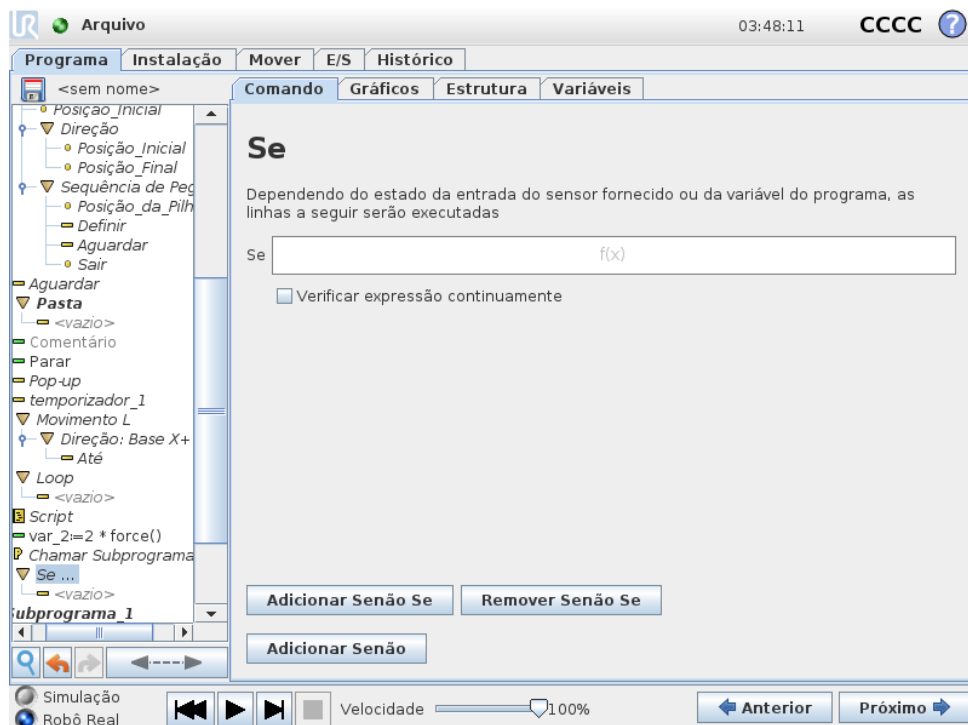 UR Arquivo 03:48:11 CCCC ?
Programa Instalação Mover E/S Histórico
<sem nome> Comando Gráficos Estrutura Variáveis
Posição_Inicial
Direção
Posição_Inicial
Posição_Final
Sequência de Peg
Posição_da_Pilh
Definir
Aguardar
Sair
Aguardar
Pasta
<vazio>
Comentário
Parar
Pop-up
temporizador_1
Movimento L
Direção: Base X+
Até
Loop
<vazio>
Script
var_2:=2 * force()
Chamar Subprograma
Se ...
<vazio>
Subprograma_1
Se
Dependendo do estado da entrada do sensor fornecido ou da variável do programa, as
linhas a seguir serão executadas
Se f(x)
Verificar expressão continuamente
Adicionar Senão Se Remover Senão Se
Adicionar Senão
Simulação
Robô Real
Velocidade 100% Anterior Próximo